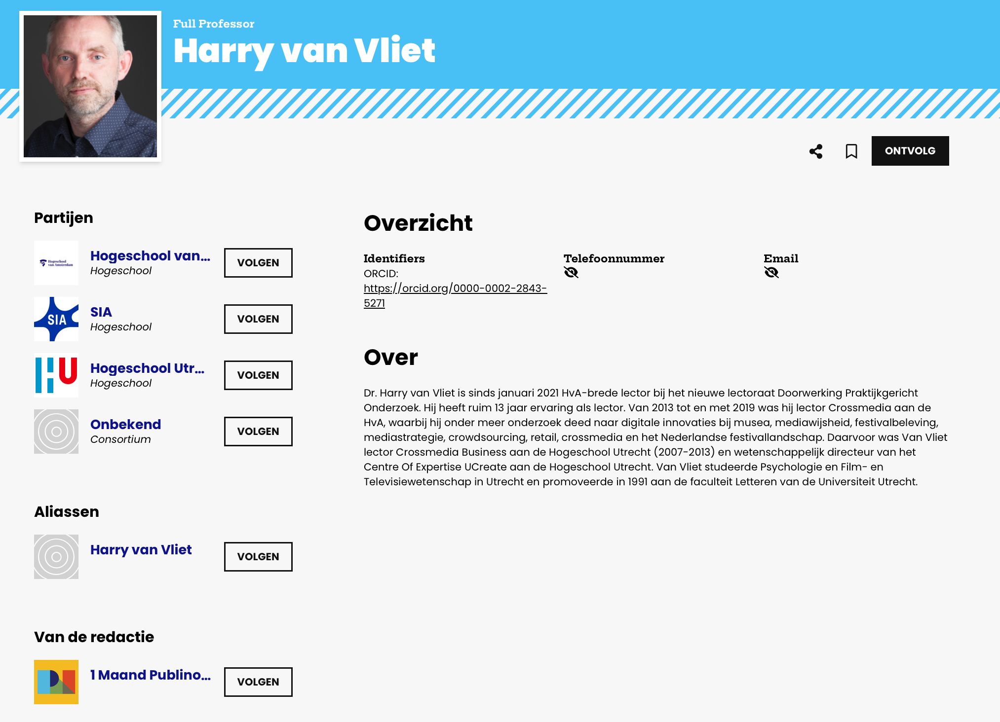 Full Professor
Harry van Vliet
ONTVOLG
Partijen
Hogeschool
van Amsterdam
Hogeschool van...
Hogeschool
VOLGEN
SIA
SIA
Hogeschool
VOLGEN
HU
Hogeschool Utr...
Hogeschool
VOLGEN
Onbekend
Consortium
VOLGEN
Aliassen
Harry van Vliet
VOLGEN
Van de redactie
1 Maand Publino...
VOLGEN
Overzicht
Identifiers
ORCID:
https://orcid.org/0000-0002-2843-
5271
Telefoonnummer
Email
Over
Dr. Harry van Vliet is sinds januari 2021 HvA-brede lector bij het nieuwe lectoraat Doorwerking Praktijkgericht
Onderzoek. Hij heeft ruim 13 jaar ervaring als lector. Van 2013 tot en met 2019 was hij lector Crossmedia aan de
HvA, waarbij hij onder meer onderzoek deed naar digitale innovaties bij musea, mediawijsheid, festivalbeleving,
mediastrategie, crowdsourcing, retail, crossmedia en het Nederlandse festivallandschap. Daarvoor was Van Vliet
lector Crossmedia Business aan de Hogeschool Utrecht (2007-2013) en wetenschappelijk directeur van het
Centre Of Expertise UCreate aan de Hogeschool Utrecht. Van Vliet studeerde Psychologie en Film- en
Televisiewetenschap in Utrecht en promoveerde in 1991 aan de faculteit Letteren van de Universiteit Utrecht.